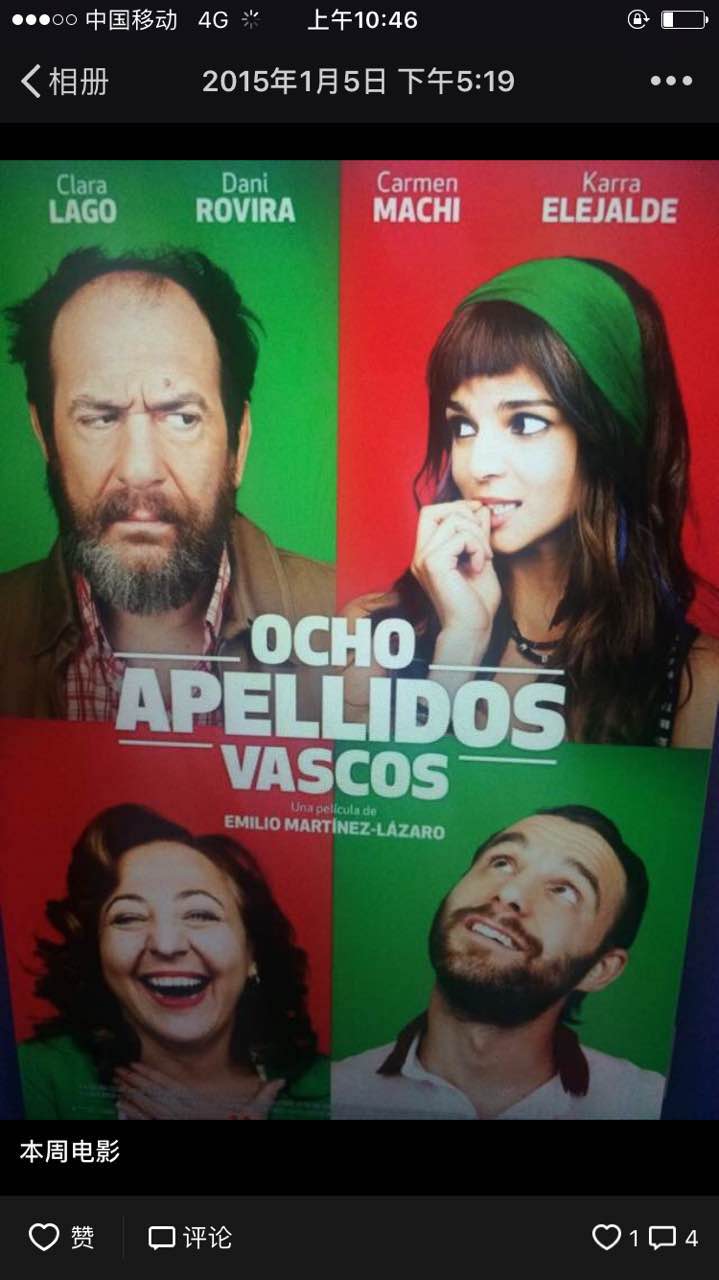 中国移动 4G 上午10:46
相册 2015年1月5日 下午5:19
Clara Dani Carmen Karra
LAGO ROVIRA MACHI ELEJALDE
OCHO
APELLIDOS
VASCOS
Una película de
EMILIO MARTÍNEZ-LÁZARO
本周电影
赞 评论 1 4